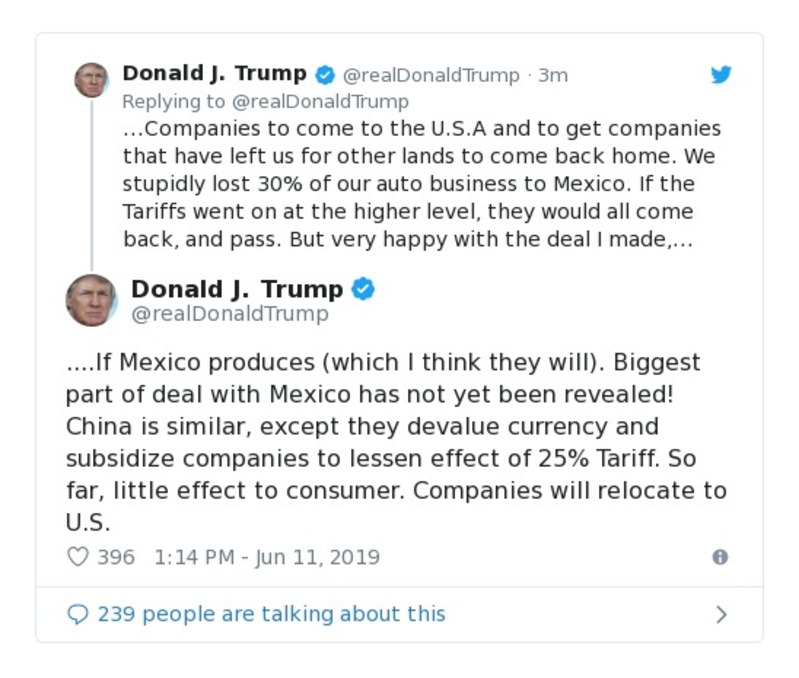 Donald J. Trump @realDonaldTrump · 3m
Replying to @realDonaldTrump
...Companies to come to the U.S.A and to get companies
that have left us for other lands to come back home. We
stupidly lost 30% of our auto business to Mexico. If the
Tariffs went on at the higher level, they would all come
back, and pass. But very happy with the deal I made,...
Donald J. Trump
@realDonaldTrump
....If Mexico produces (which I think they will). Biggest
part of deal with Mexico has not yet been revealed!
China is similar, except they devalue currency and
subsidize companies to lessen effect of 25% Tariff. So
far, little effect to consumer. Companies will relocate to
U.S.
396 1:14 PM - Jun 11, 2019
239 people are talking about this